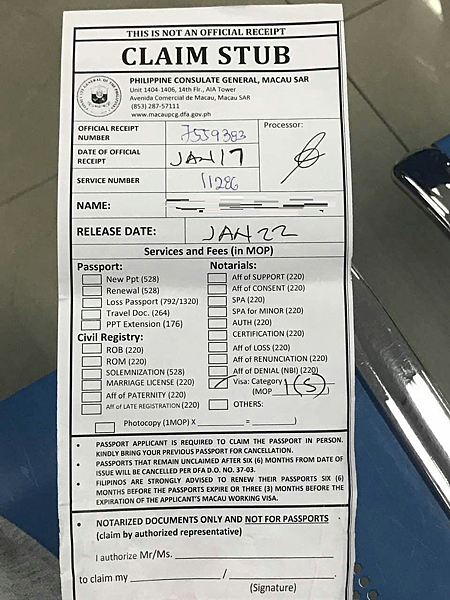 THIS IS NOT AN OFFICIAL RECEIPT
CLAIM STUB
PHILIPPINE CONSULATE GENERAL, MACAU SAR
Unit 1404-1406, 14th Flr., AIA Tower
Avenida Comercial de Macau, Macau SAR
(853) 287-57111
www.macaupcg.dfa.gov.ph
OFFICIAL RECEIPT NUMBER 7559383 Processor:
DATE OF OFFICIAL RECEIPT JAN 17
SERVICE NUMBER 11286
NAME:
RELEASE DATE: JAN 22
Services and Fees (in MOP)
Passport:
New Ppt (528)
Renewal (528)
Loss Passport (792/1320)
Travel Doc. (264)
PPT Extension (176)
Civil Registry:
ROB (220)
ROM (220)
SOLEMNIZATION (528)
MARRIAGE LICENSE (220)
Aff of PATERNITY (220)
Aff of LATE REGISTRATION (220)
Notarials:
Aff of SUPPORT (220)
Aff of CONSENT (220)
SPA (220)
SPA for MINOR (220)
AUTH (220)
CERTIFICATION (220)
Aff of LOSS (220)
Aff of RENUNCIATION (220)
Aff of DENIAL (NBI) (220)
Visa: Category
(MOP 1(S) )
OTHERS:
Photocopy (1MOP) X ______ = ________)
• PASSPORT APPLICANT IS REQUIRED TO CLAIM THE PASSPORT IN PERSON.
KINDLY BRING YOUR PREVIOUS PASSPORT FOR CANCELLATION.
• PASSPORTS THAT REMAIN UNCLAIMED AFTER SIX (6) MONTHS FROM DATE OF
ISSUE WILL BE CANCELLED PER DFA D.O. NO. 37-03.
• FILIPINOS ARE STRONGLY ADVISED TO RENEW THEIR PASSPORTS SIX (6)
MONTHS BEFORE THE PASSPORTS EXPIRE OR THREE (3) MONTHS BEFORE THE
EXPIRATION OF THE APPLICANT'S MACAU WORKING VISA.
• NOTARIZED DOCUMENTS ONLY AND NOT FOR PASSPORTS
(claim by authorized representative)
I authorize Mr/Ms. ____________________
to claim my ______________ / ______________.
(Signature)